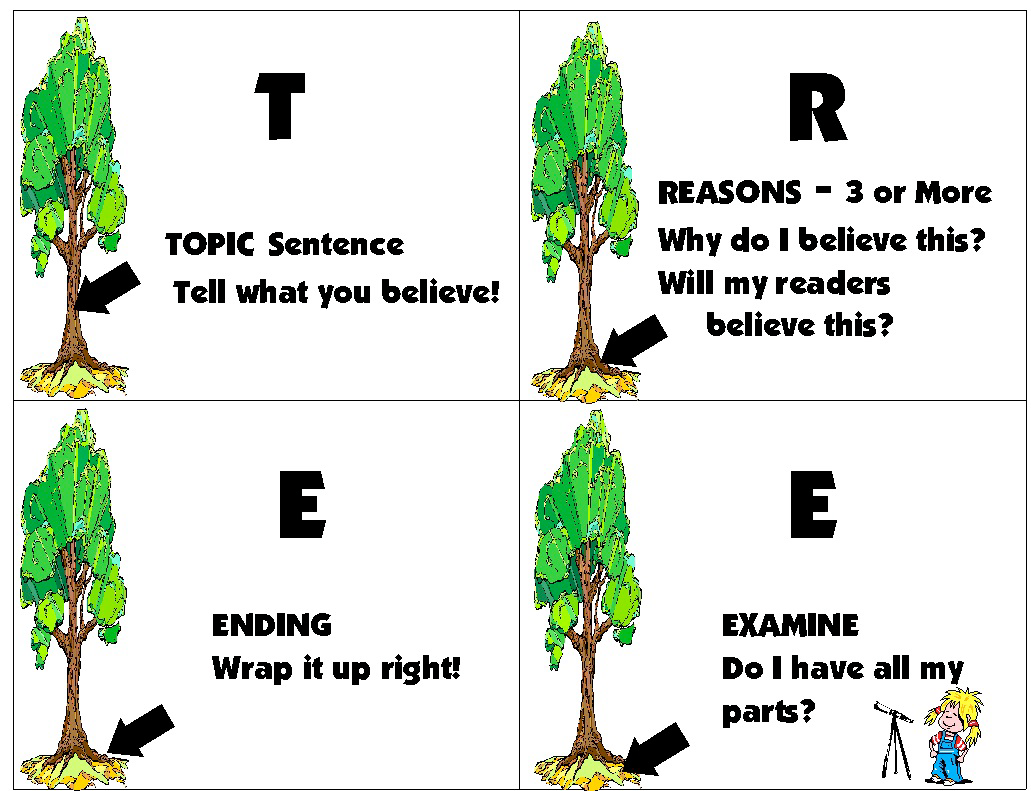 T
TOPIC Sentence
Tell what you believe!
R
REASONS - 3 or More
Why do I believe this?
Will my readers
believe this?
E
ENDING
Wrap it up right!
E
EXAMINE
Do I have all my
parts?